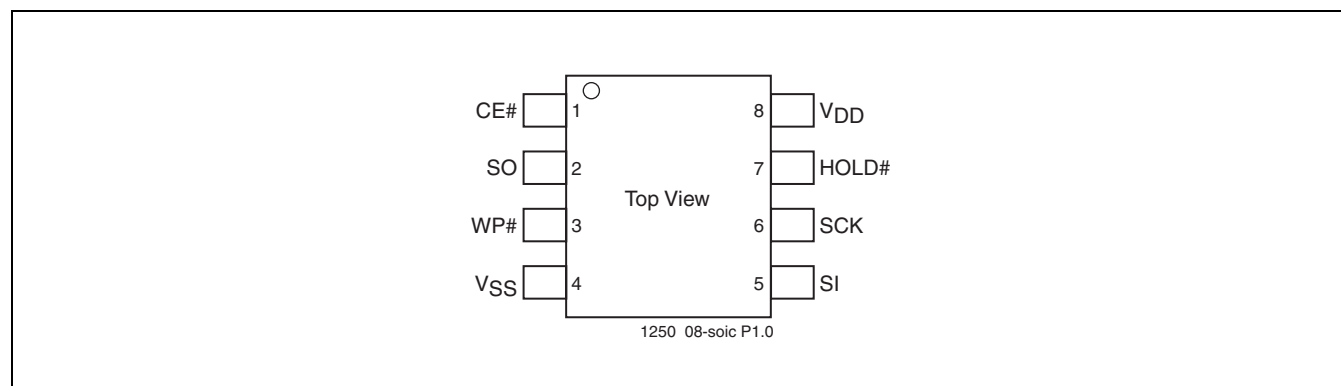 CE# 1 8 VDD
SO 2 7 HOLD#
Top View
WP# 3 6 SCK
VSS 4 5 SI
1250 08-soic P1.0